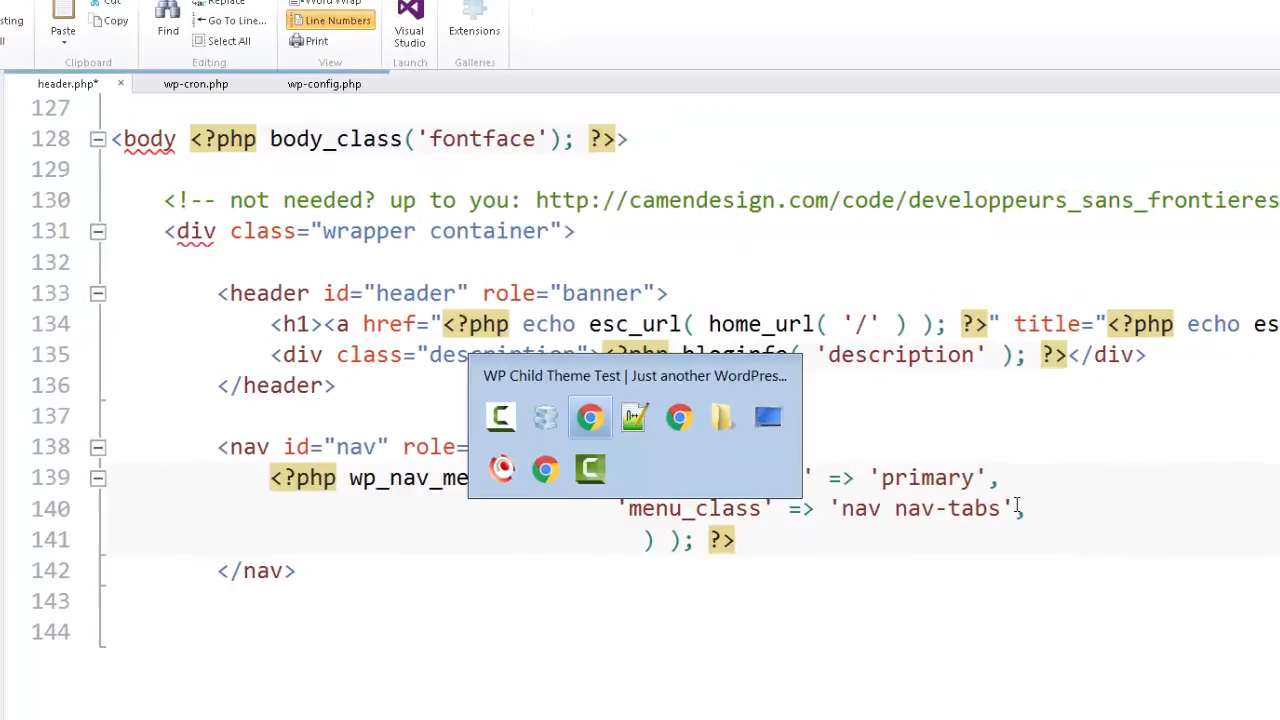 Cut
Replace
Word Wrap
Paste
Copy
Find
Go To Line...
Line Numbers
Visual
Studio
Extensions
Select All
Print
Clipboard
Editing
View
Launch
Galleries
header.php* ×
wp-cron.php
wp-config.php
127
128 <body <?php body_class('fontface'); ?>>
129
130 <!-- not needed? up to you: http://camendesign.com/code/developpeurs_sans_frontieres
131 <div class="wrapper container">
132
133 <header id="header" role="banner">
134 <h1><a href="<?php echo esc_url( home_url( '/' ) ); ?>" title="<?php echo es
135 <div class="description"><?php bloginfo( 'description' ); ?></div>
136 </header>
WP Child Theme Test | Just another WordPres...
137
138 <nav id="nav" role=
139 <?php wp_nav_me ' => 'primary',
140 'menu_class' => 'nav nav-tabs',
141 ) ); ?>
142 </nav>
143
144